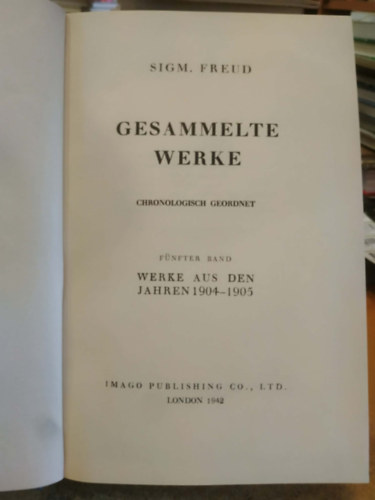 SIGM. FREUD
GESAMMELTE
WERKE
CHRONOLOGISCH GEORDNET
FÜNFTER BAND
WERKE AUS DEN
JAHREN 1904–1905
IMAGO PUBLISHING CO., LTD.
LONDON 1942